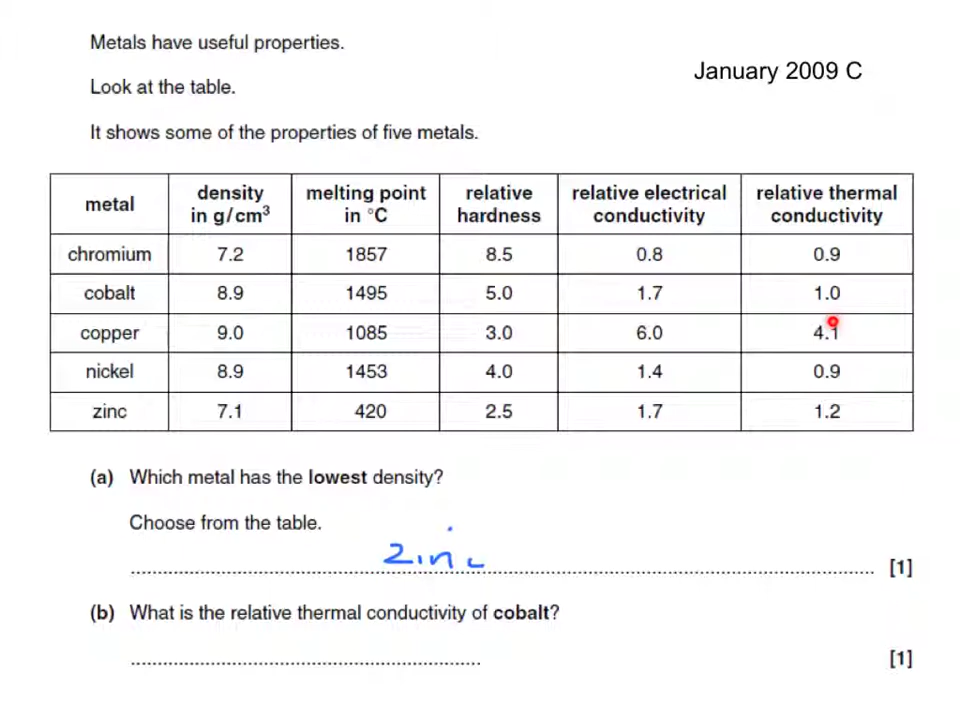 Metals have useful properties.
January 2009 C
Look at the table.
It shows some of the properties of five metals.
metal density in g/cm³ melting point in °C relative hardness relative electrical conductivity relative thermal conductivity
chromium 7.2 1857 8.5 0.8 0.9
cobalt 8.9 1495 5.0 1.7 1.0
copper 9.0 1085 3.0 6.0 4.1
nickel 8.9 1453 4.0 1.4 0.9
zinc 7.1 420 2.5 1.7 1.2
(a) Which metal has the lowest density?
Choose from the table.
zinc [1]
(b) What is the relative thermal conductivity of cobalt?
[1]